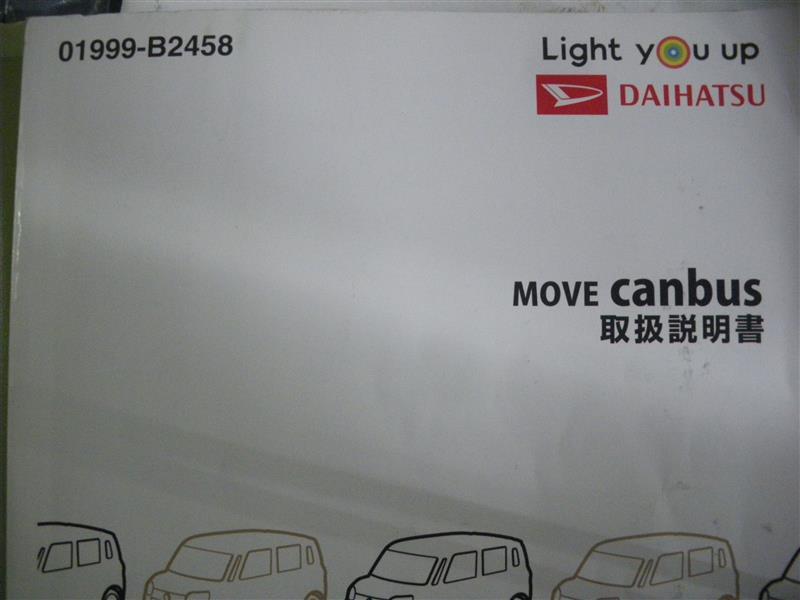 01999-B2458
Light you up
DAIHATSU
MOVE canbus
取扱説明書